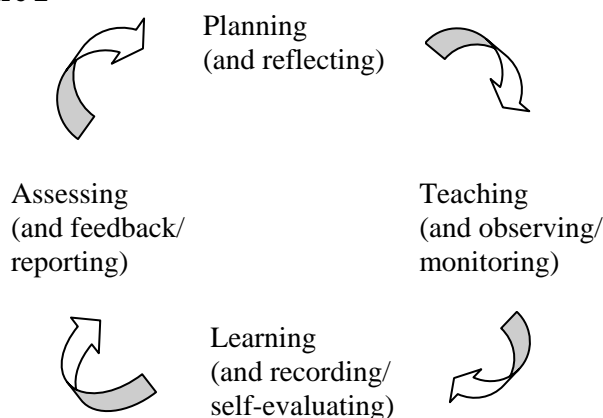 Planning
(and reflecting)
Assessing
(and feedback/
reporting)
Teaching
(and observing/
monitoring)
Learning
(and recording/
self-evaluating)